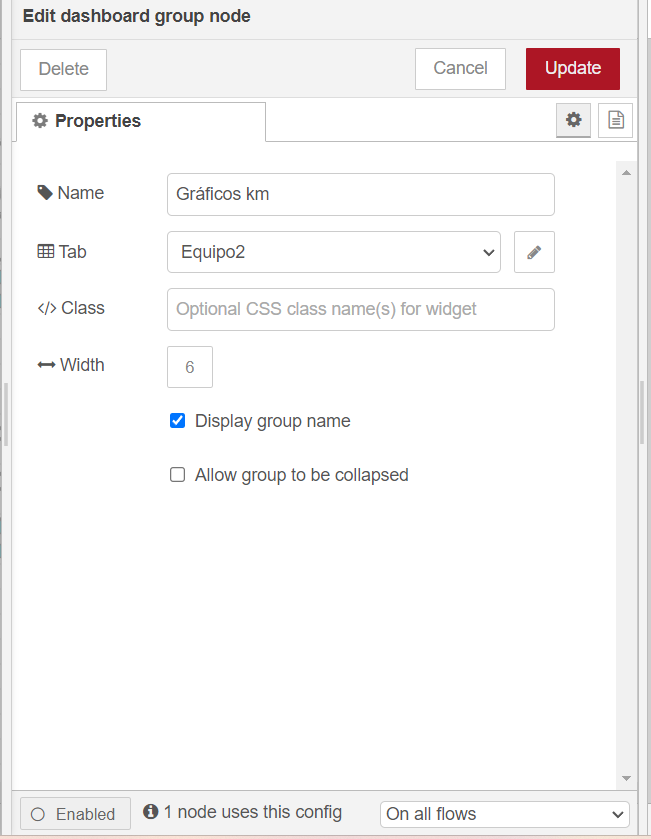 Edit dashboard group node
Delete
Cancel
Update
Properties
Name
Gráficos km
Tab
Equipo2
</> Class
Optional CSS class name(s) for widget
Width
6
Display group name
Allow group to be collapsed
Enabled
1 node uses this config
On all flows